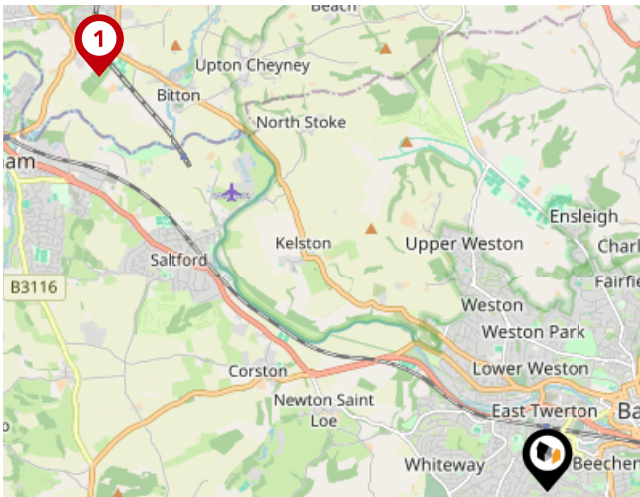 Beach
1
Upton Cheyney
Bitton
North Stoke
ham
Ensleigh
Kelston
Upper Weston
Charl
Saltford
Fairfie
B3116
Weston
Weston Park
Corston
Lower Weston
Newton Saint
Loe
East Twerton
Ba
o
Whiteway
Beechen